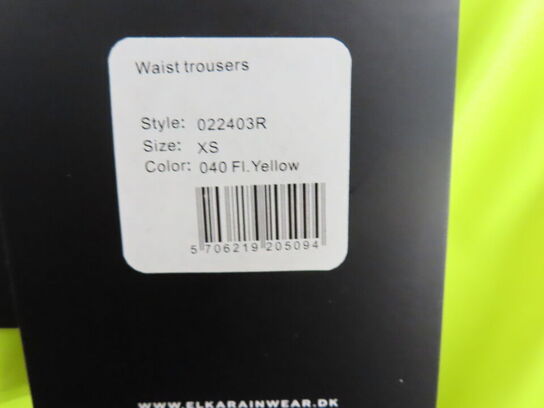 Waist trousers
Style: 022403R
Size: XS
Color: 040 Fl.Yellow
5 706219 205094
WWW.ELKARAINWEAR.DK